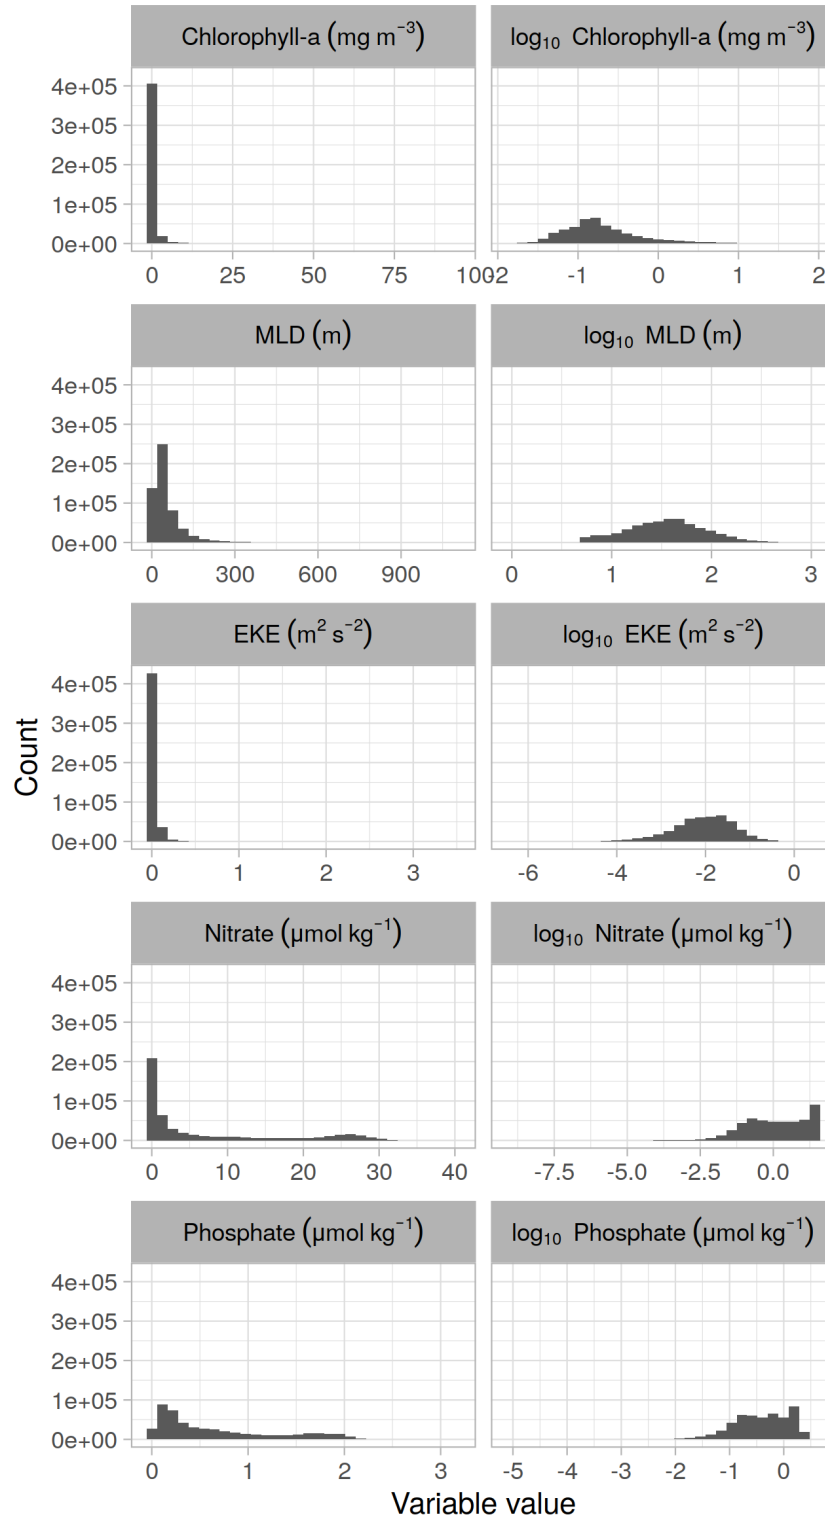 Chlorophyll-a (mg m⁻³) log₁₀ Chlorophyll-a (mg m⁻³)
4e+05
3e+05
2e+05
1e+05
0e+00
0 25 50 75 100 -2 -1 0 1 2
MLD (m) log₁₀ MLD (m)
4e+05
3e+05
2e+05
1e+05
0e+00
0 300 600 900 0 1 2 3
EKE (m² s⁻²) log₁₀ EKE (m² s⁻²)
4e+05
3e+05
2e+05
1e+05
0e+00
0 1 2 3 -6 -4 -2 0
Count
Nitrate (µmol kg⁻¹) log₁₀ Nitrate (µmol kg⁻¹)
4e+05
3e+05
2e+05
1e+05
0e+00
0 10 20 30 40 -7.5 -5.0 -2.5 0.0
Phosphate (µmol kg⁻¹) log₁₀ Phosphate (µmol kg⁻¹)
4e+05
3e+05
2e+05
1e+05
0e+00
0 1 2 3 -5 -4 -3 -2 -1 0
Variable value